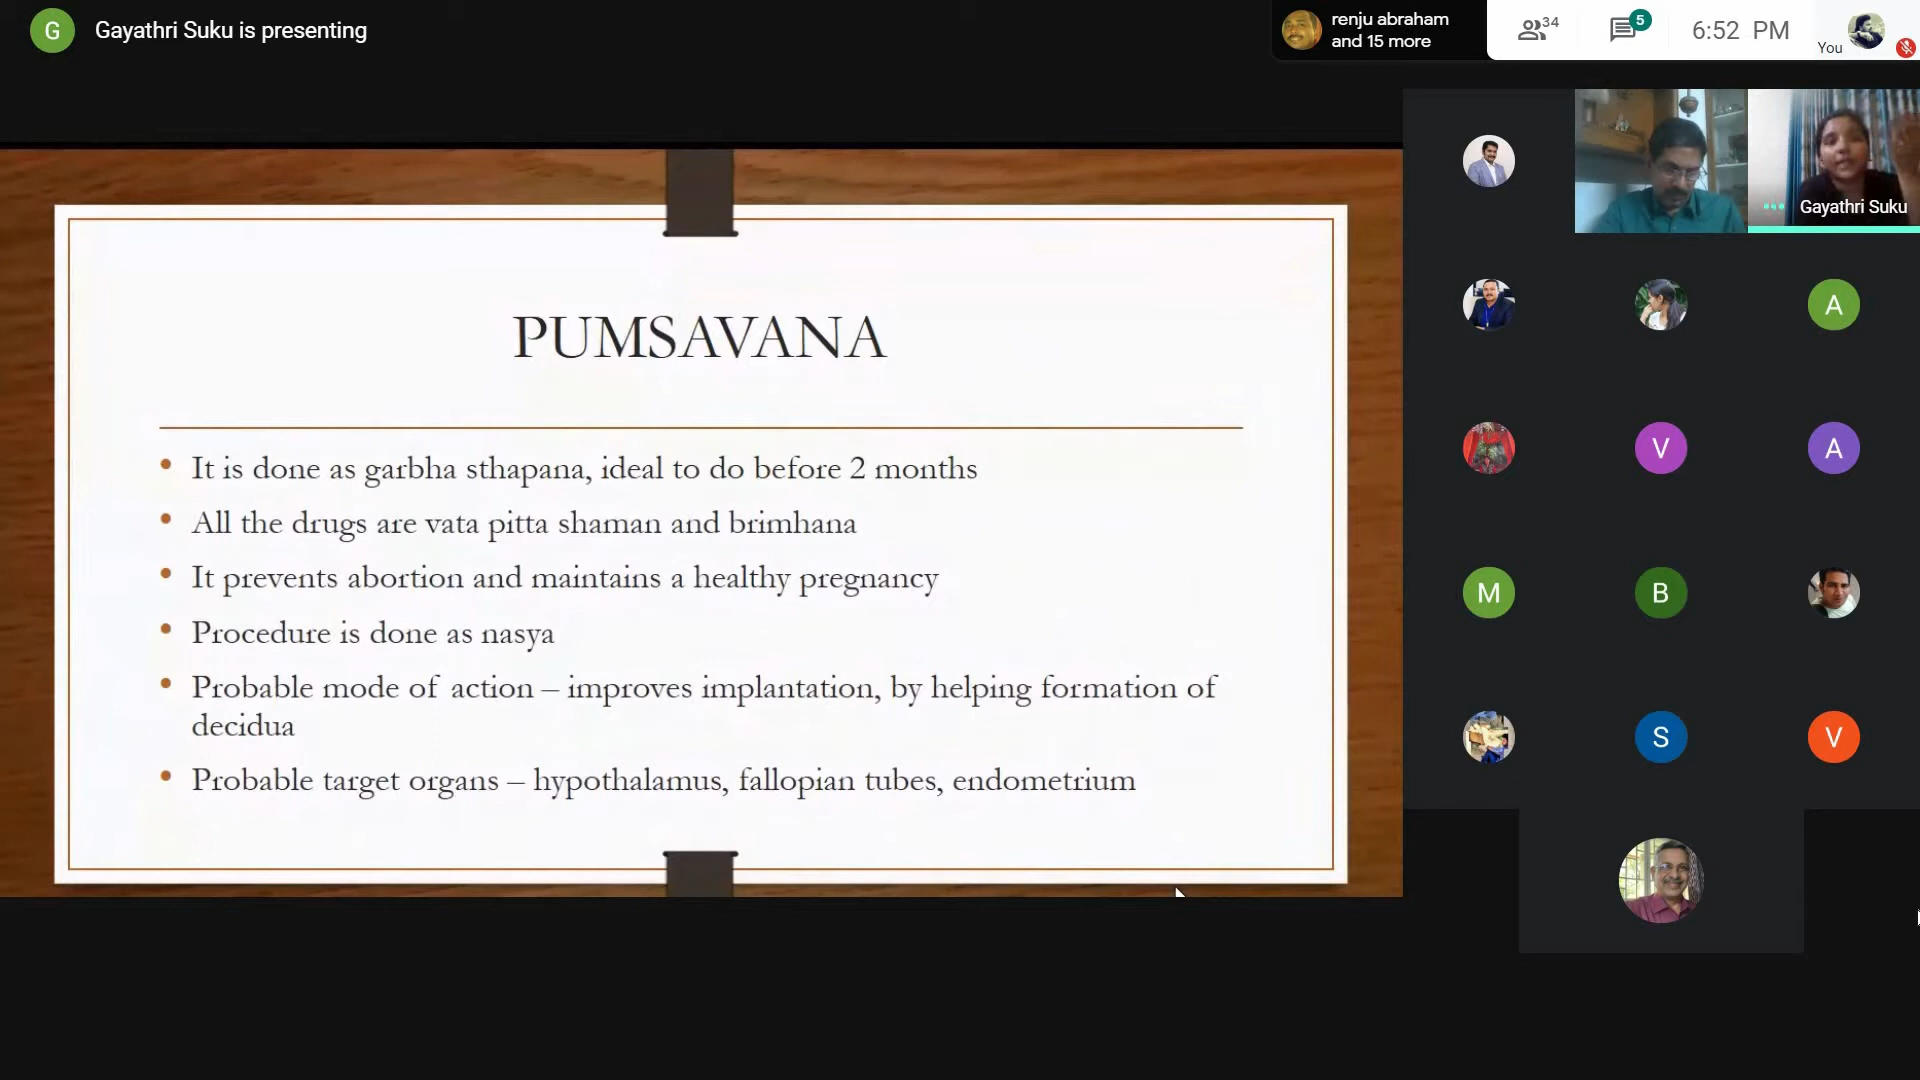 G
Gayathri Suku is presenting
renju abraham
and 15 more
34
5
6:52 PM
You
Gayathri Suku
PUMSAVANA
• It is done as garbha sthapana, ideal to do before 2 months
• All the drugs are vata pitta shaman and brimhana
• It prevents abortion and maintains a healthy pregnancy
• Procedure is done as nasya
• Probable mode of action – improves implantation, by helping formation of
decidua
• Probable target organs – hypothalamus, fallopian tubes, endometrium
A
V
A
M
B
S
V